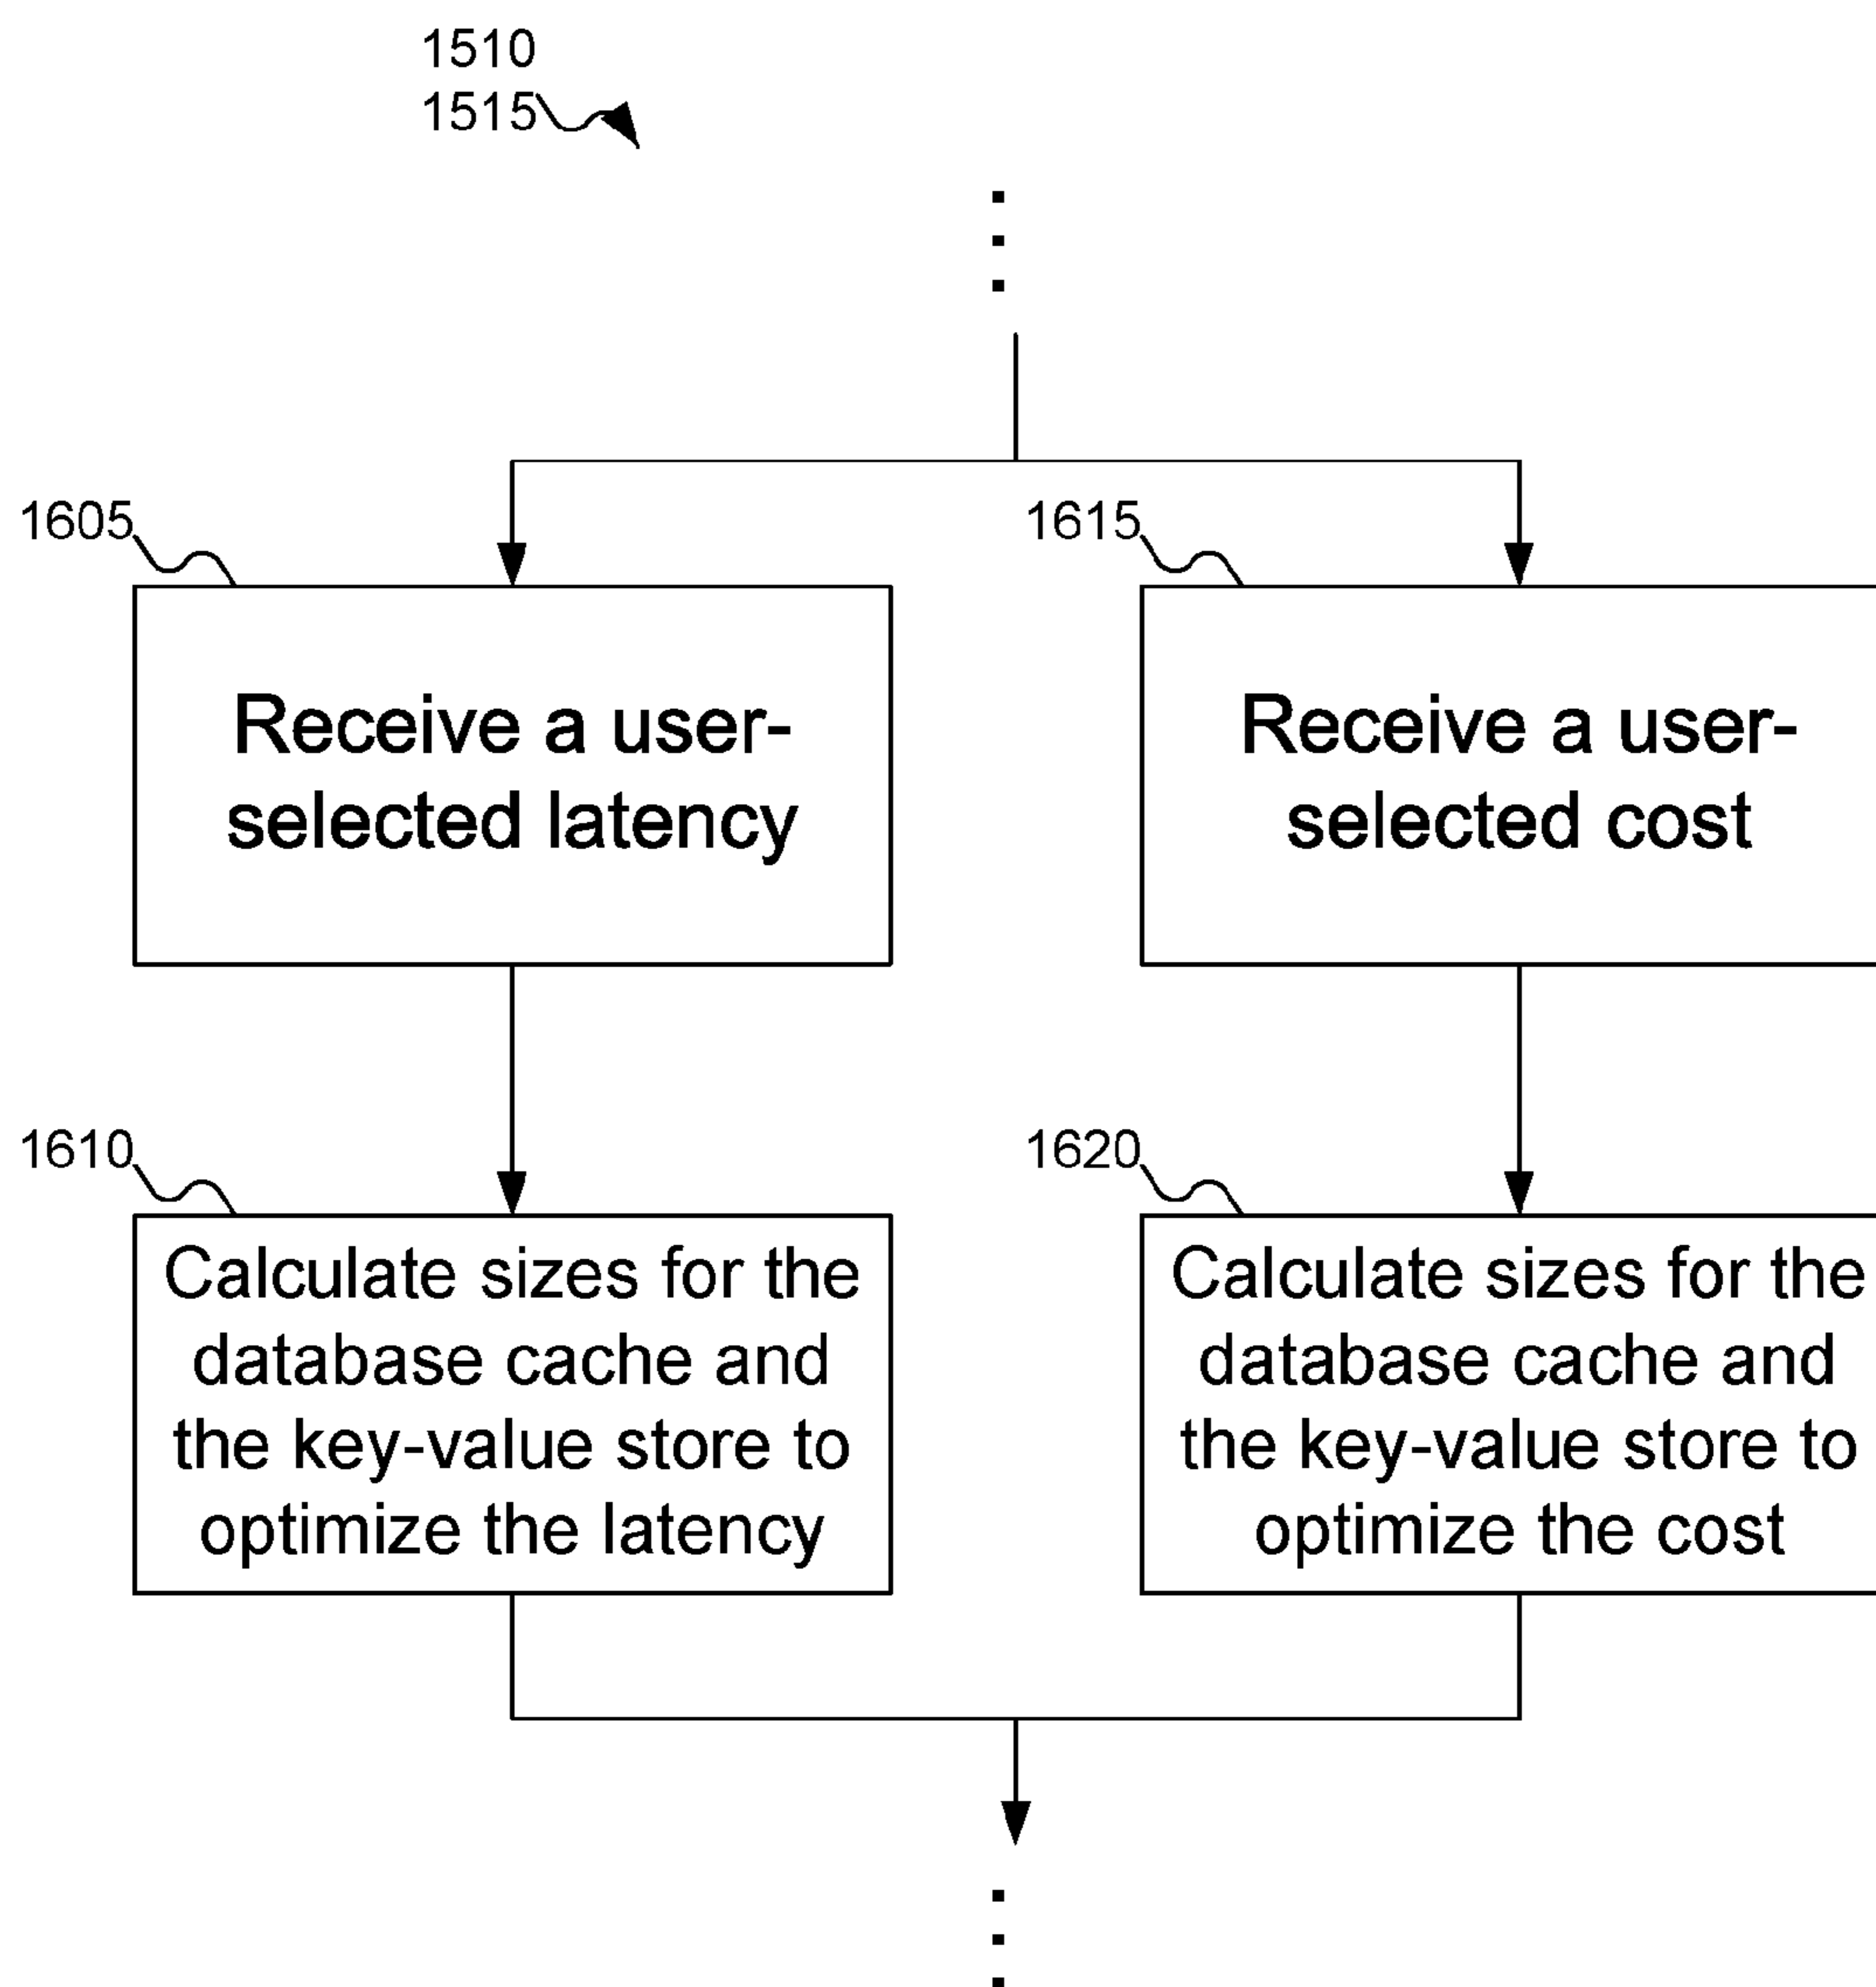 1510
1515
1605
Receive a user-
selected latency
1615
Receive a user-
selected cost
1610
Calculate sizes for the
database cache and
the key-value store to
optimize the latency
1620
Calculate sizes for the
database cache and
the key-value store to
optimize the cost